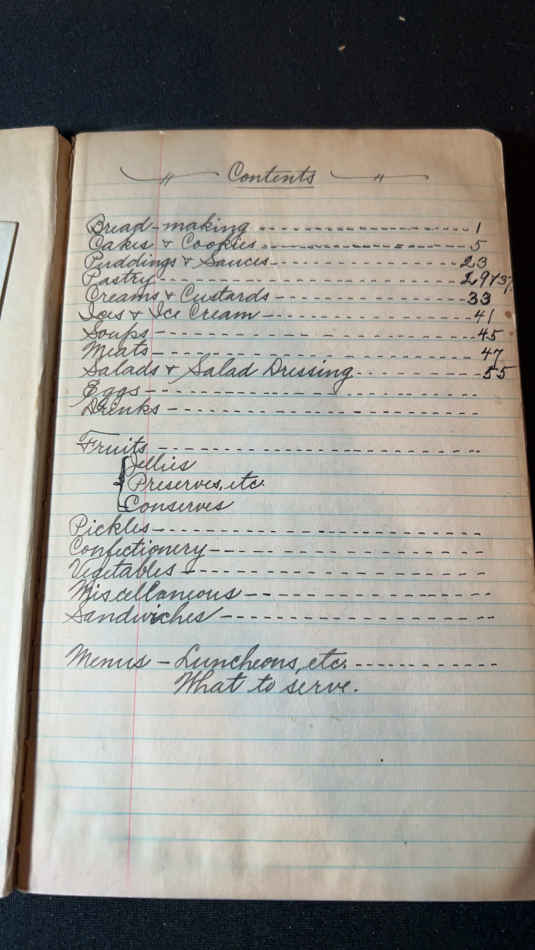 Contents
Bread-making 1
Cakes & Cookies 5
Puddings & Sauces 23
Pastry 29
Creams & Custards 33
Ices & Ice Cream 41
Soups 45
Meats 47
Salads & Salad Dressing 55
Eggs
Drinks
Fruits
Jellies
Preserves, etc.
Conserves
Pickles
Confectionery
Vegetables
Miscellaneous
Sandwiches
Menus - Luncheons, etc.
What to serve.